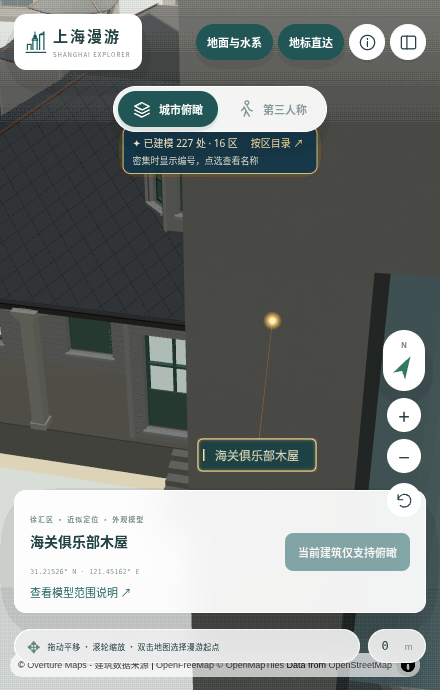 上海漫游
SHANGHAI EXPLORER
地面与水系
地标直达
城市俯瞰
第三人称
✦ 已建模 227 处 · 16 区 按区目录 ↗
密集时显示编号，点选查看名称
N
海关俱乐部木屋
+
−
徐汇区 · 近似定位 · 外观模型
海关俱乐部木屋
当前建筑仅支持俯瞰
31.21526° N · 121.45162° E
查看模型范围说明 ↗
拖动平移 · 滚轮缩放 · 双击地图选择漫游起点
0 m
© Overture Maps · 建筑数据来源 | OpenFreeMap © OpenMapTiles Data from OpenStreetMap